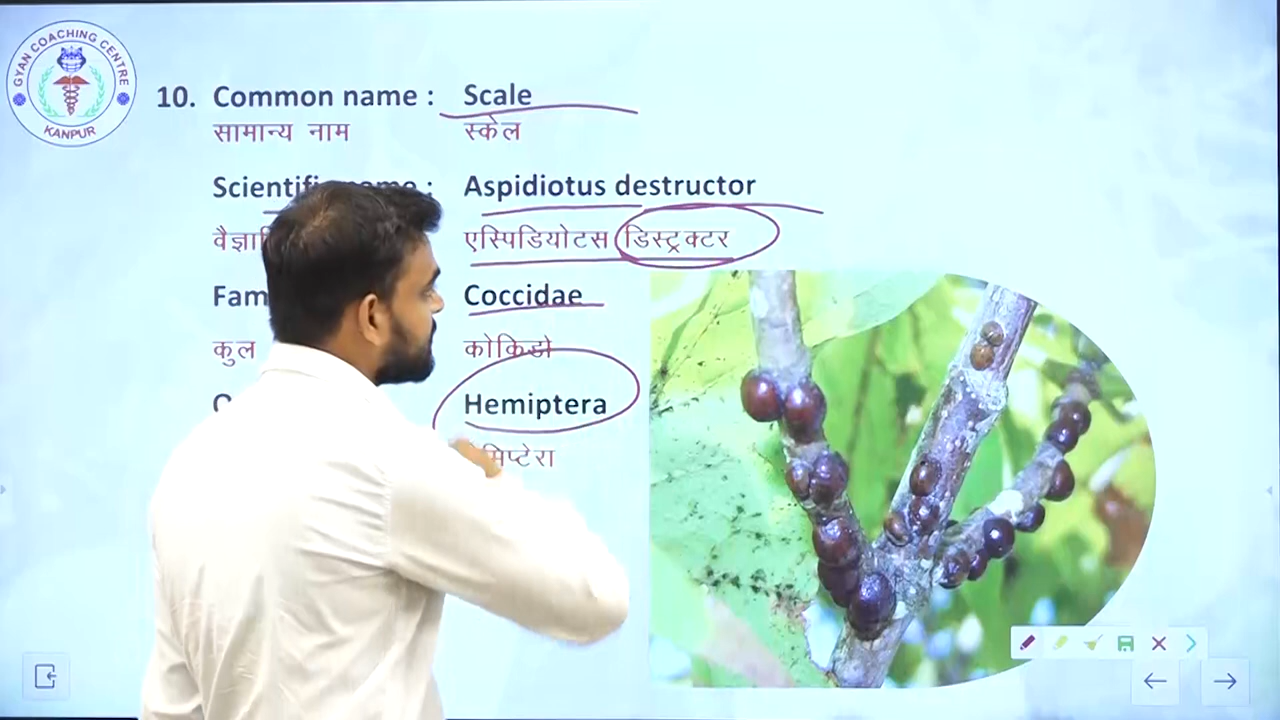 GYAN COACHING CENTRE
KANPUR
10. Common name : Scale
सामान्य नाम स्केल
Aspidiotus destructor
एस्पिडियोटस डिस्ट्रक्टर
Coccidae
कुल कोकिडो
Hemiptera